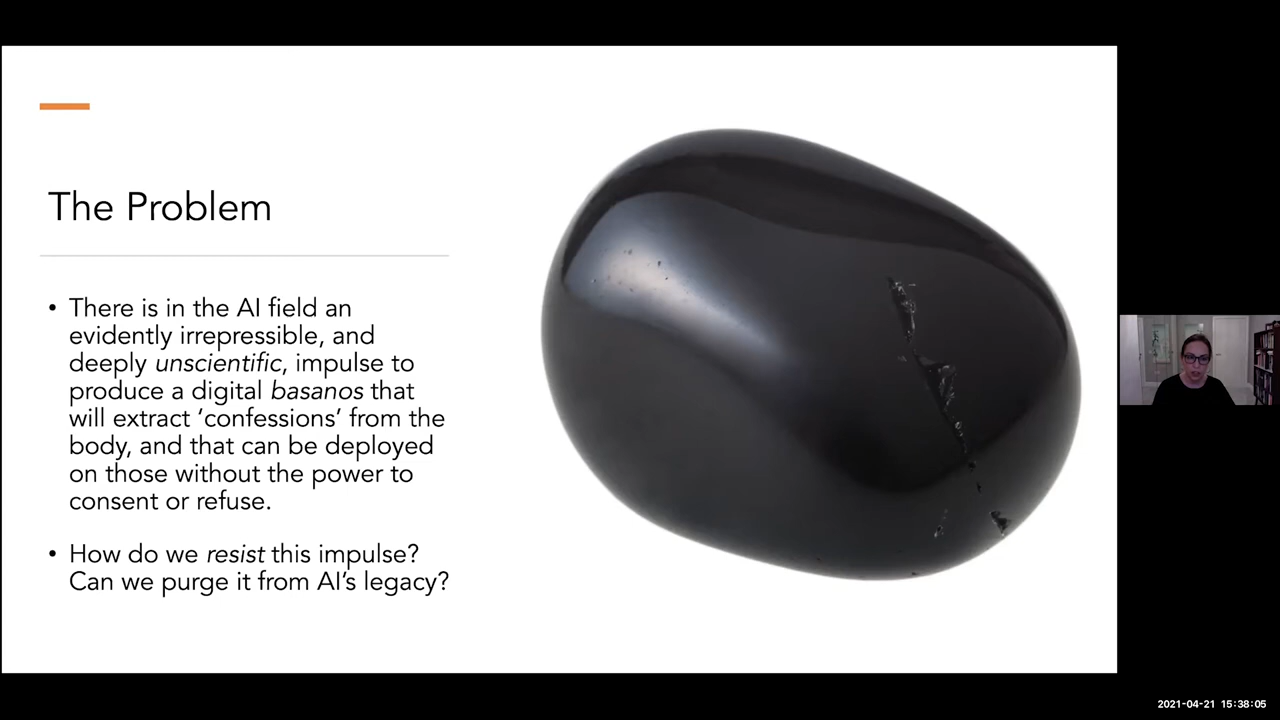 The Problem
• There is in the AI field an
evidently irrepressible, and
deeply unscientific, impulse to
produce a digital basanos that
will extract ‘confessions’ from the
body, and that can be deployed
on those without the power to
consent or refuse.
• How do we resist this impulse?
Can we purge it from AI’s legacy?
2021-04-21 15:38:05